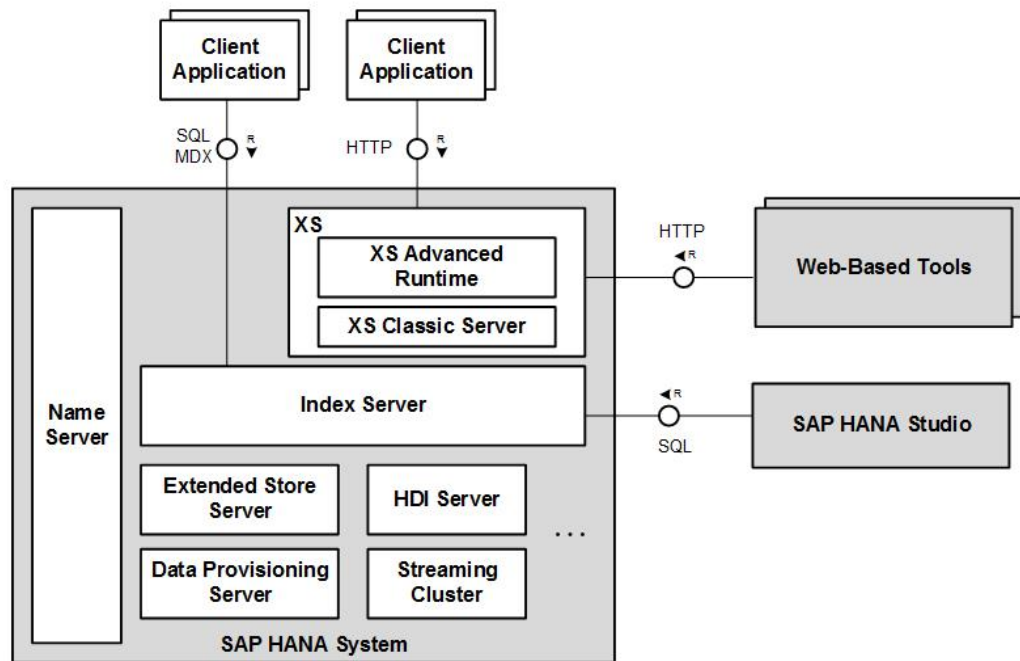 Client
Application
Client
Application
SQL
MDX
R
HTTP
R
XS
XS Advanced
Runtime
XS Classic Server
HTTP
R
Web-Based Tools
Name
Server
Index Server
R
SQL
SAP HANA Studio
Extended Store
Server
HDI Server
...
Data Provisioning
Server
Streaming
Cluster
SAP HANA System